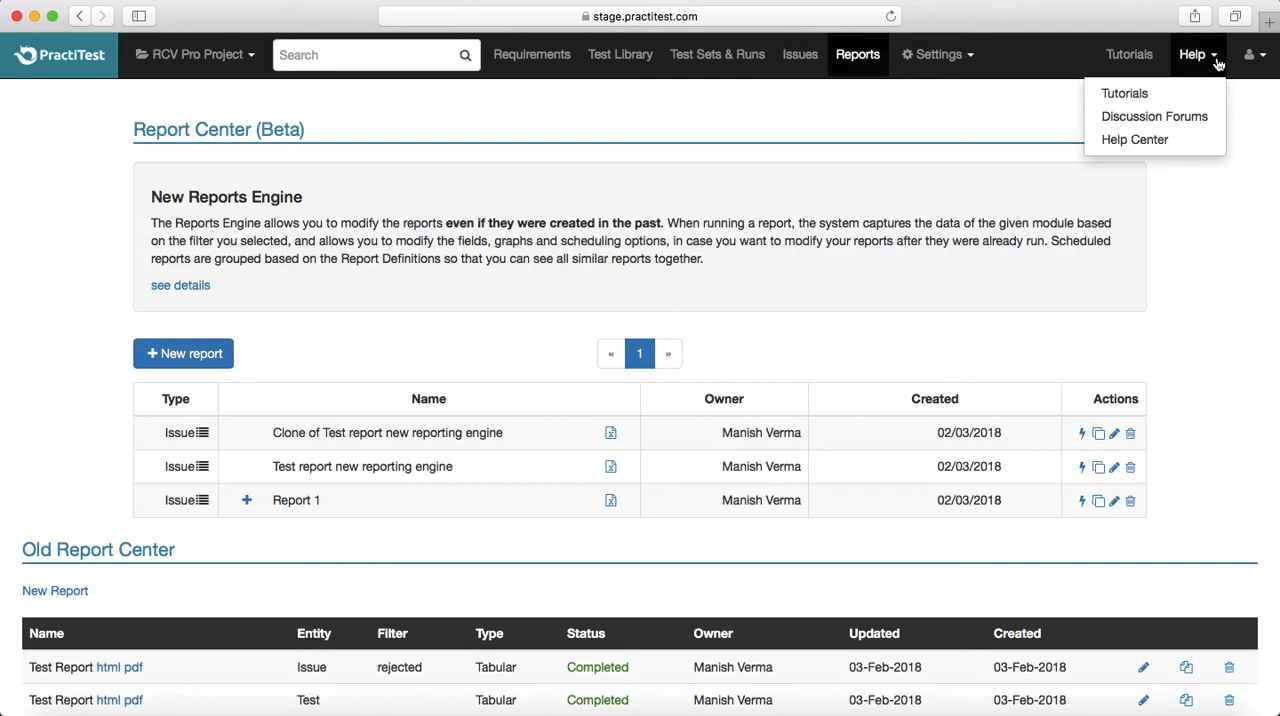 stage.practitest.com
PractiTest RCV Pro Project Search Requirements Test Library Test Sets & Runs Issues Reports Settings Tutorials Help
Tutorials
Discussion Forums
Help Center
Report Center (Beta)
New Reports Engine
The Reports Engine allows you to modify the reports even if they were created in the past. When running a report, the system captures the data of the given module based
on the filter you selected, and allows you to modify the fields, graphs and scheduling options, in case you want to modify your reports after they were already run. Scheduled
reports are grouped based on the Report Definitions so that you can see all similar reports together.
see details
+ New report « 1 »
Type Name Owner Created Actions
Issue Clone of Test report new reporting engine Manish Verma 02/03/2018
Issue Test report new reporting engine Manish Verma 02/03/2018
Issue + Report 1 Manish Verma 02/03/2018
Old Report Center
New Report
Name Entity Filter Type Status Owner Updated Created
Test Report html pdf Issue rejected Tabular Completed Manish Verma 03-Feb-2018 03-Feb-2018
Test Report html pdf Test Tabular Completed Manish Verma 03-Feb-2018 03-Feb-2018